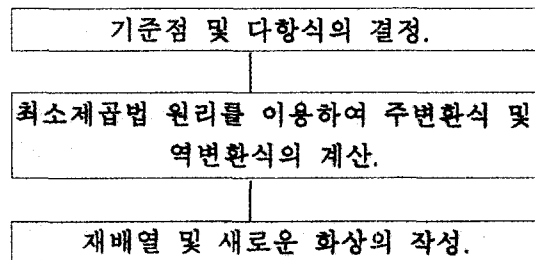 기준점 및 다항식의 결정.
최소제곱법 원리를 이용하여 주변환식 및
역변환식의 계산.
재배열 및 새로운 화상의 작성.